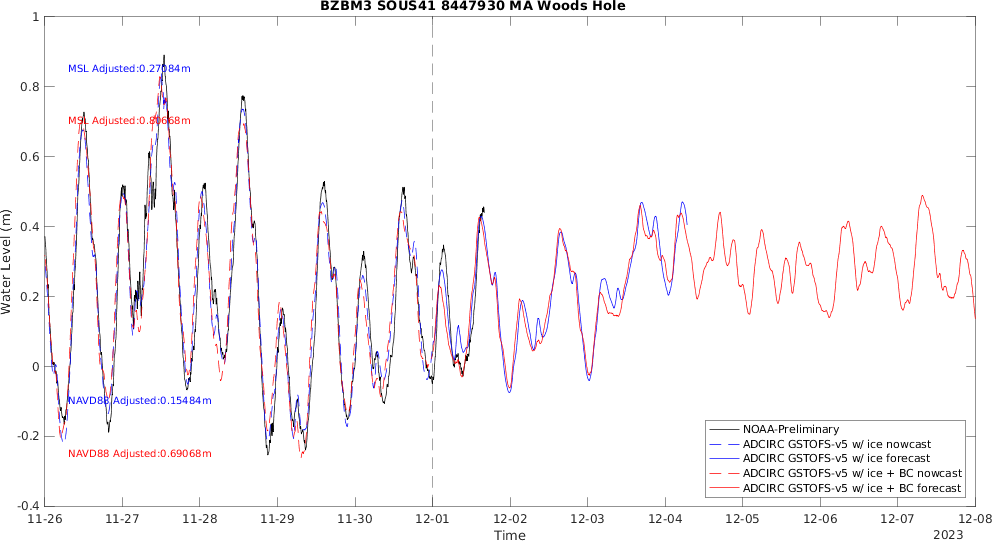 BZBM3 SOUS41 8447930 MA Woods Hole
1
0.8
0.6
0.4
0.2
0
-0.2
-0.4
Water Level (m)
MSL Adjusted:0.27084m
MSL Adjusted:0.80668m
NAVD88 Adjusted:0.15484m
NAVD88 Adjusted:0.69068m
NOAA-Preliminary
ADCIRC GSTOFS-v5 w/ ice nowcast
ADCIRC GSTOFS-v5 w/ ice forecast
ADCIRC GSTOFS-v5 w/ ice + BC nowcast
ADCIRC GSTOFS-v5 w/ ice + BC forecast
11-26 11-27 11-28 11-29 11-30 12-01 12-02 12-03 12-04 12-05 12-06 12-07 12-08
Time
2023